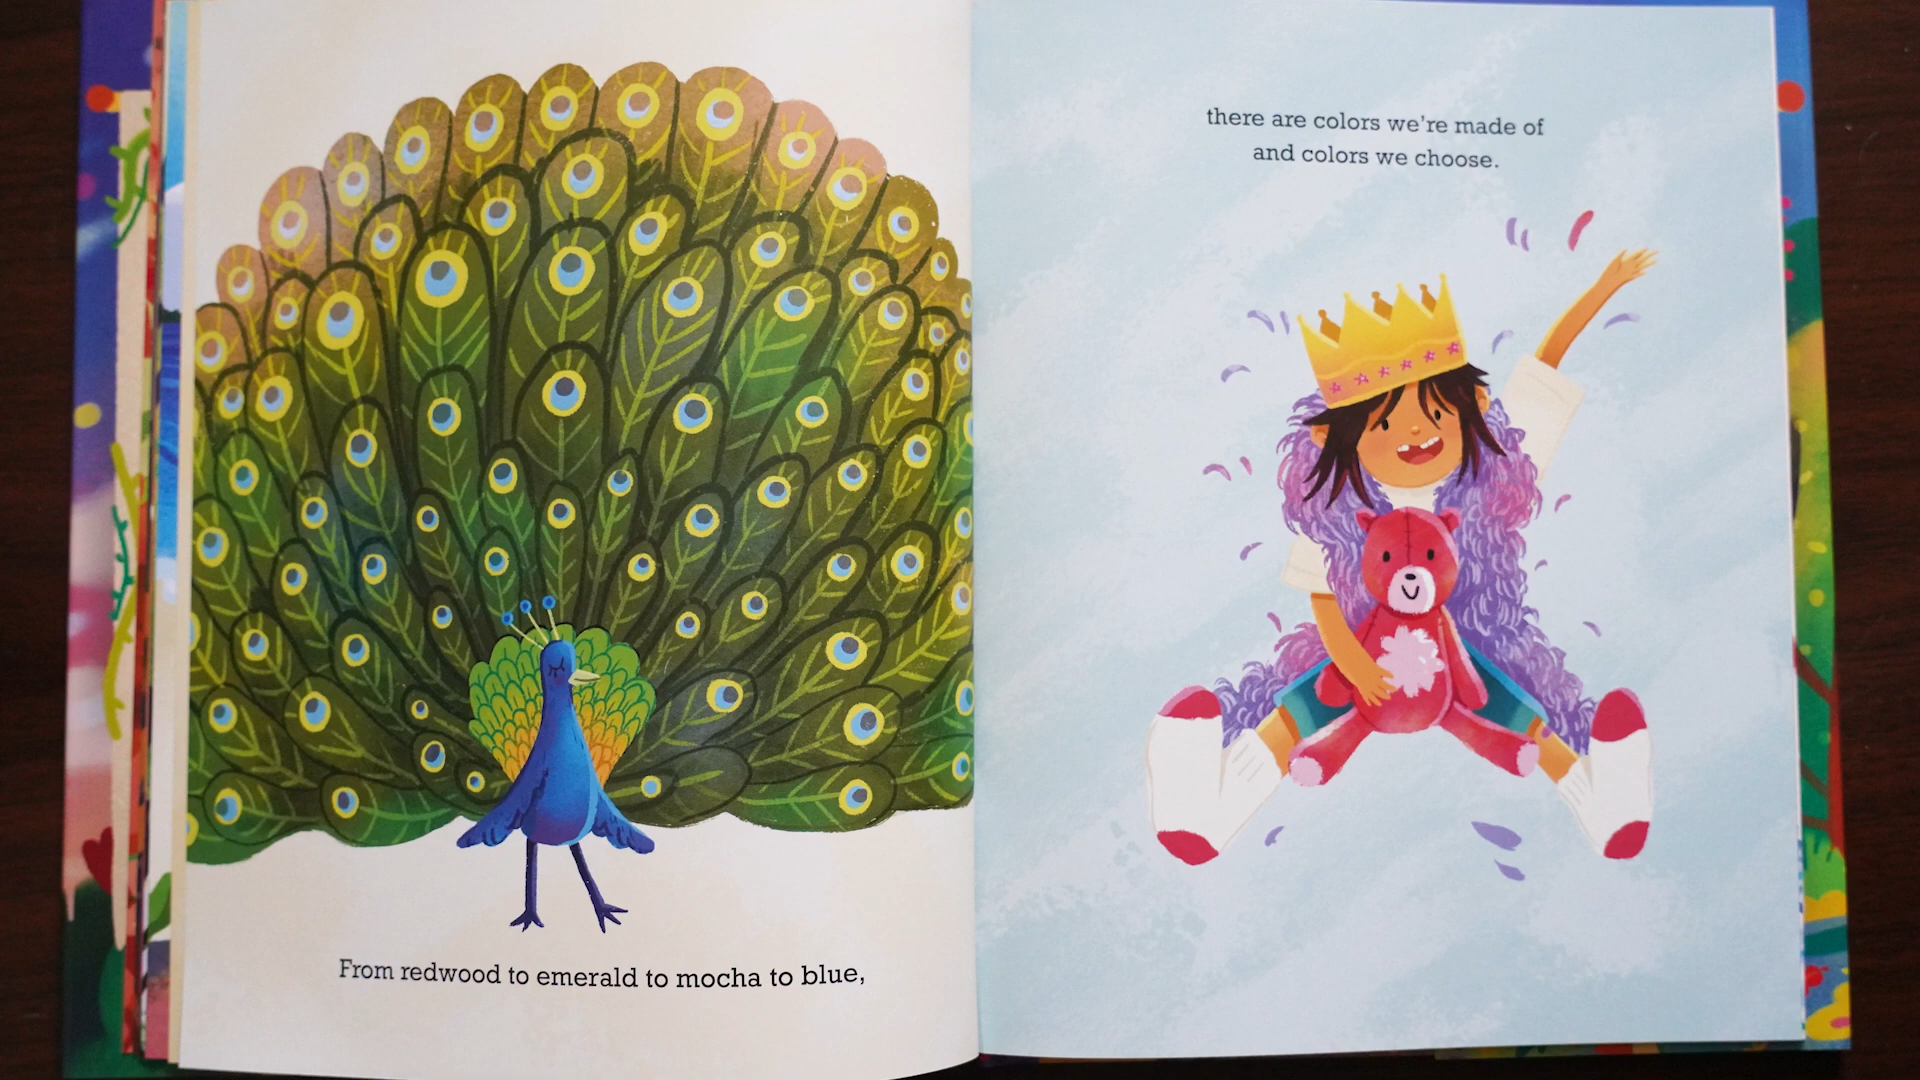 From redwood to emerald to mocha to blue,
there are colors we're made of
and colors we choose.